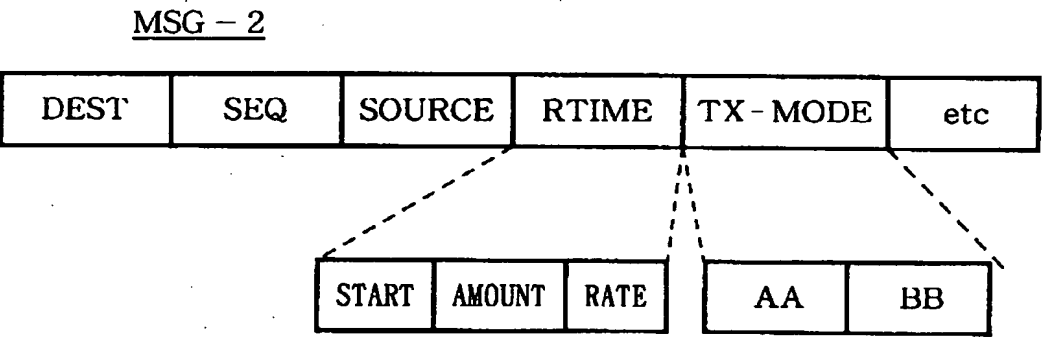 MSG - 2
DEST SEQ SOURCE RTIME TX-MODE etc
START AMOUNT RATE AA BB